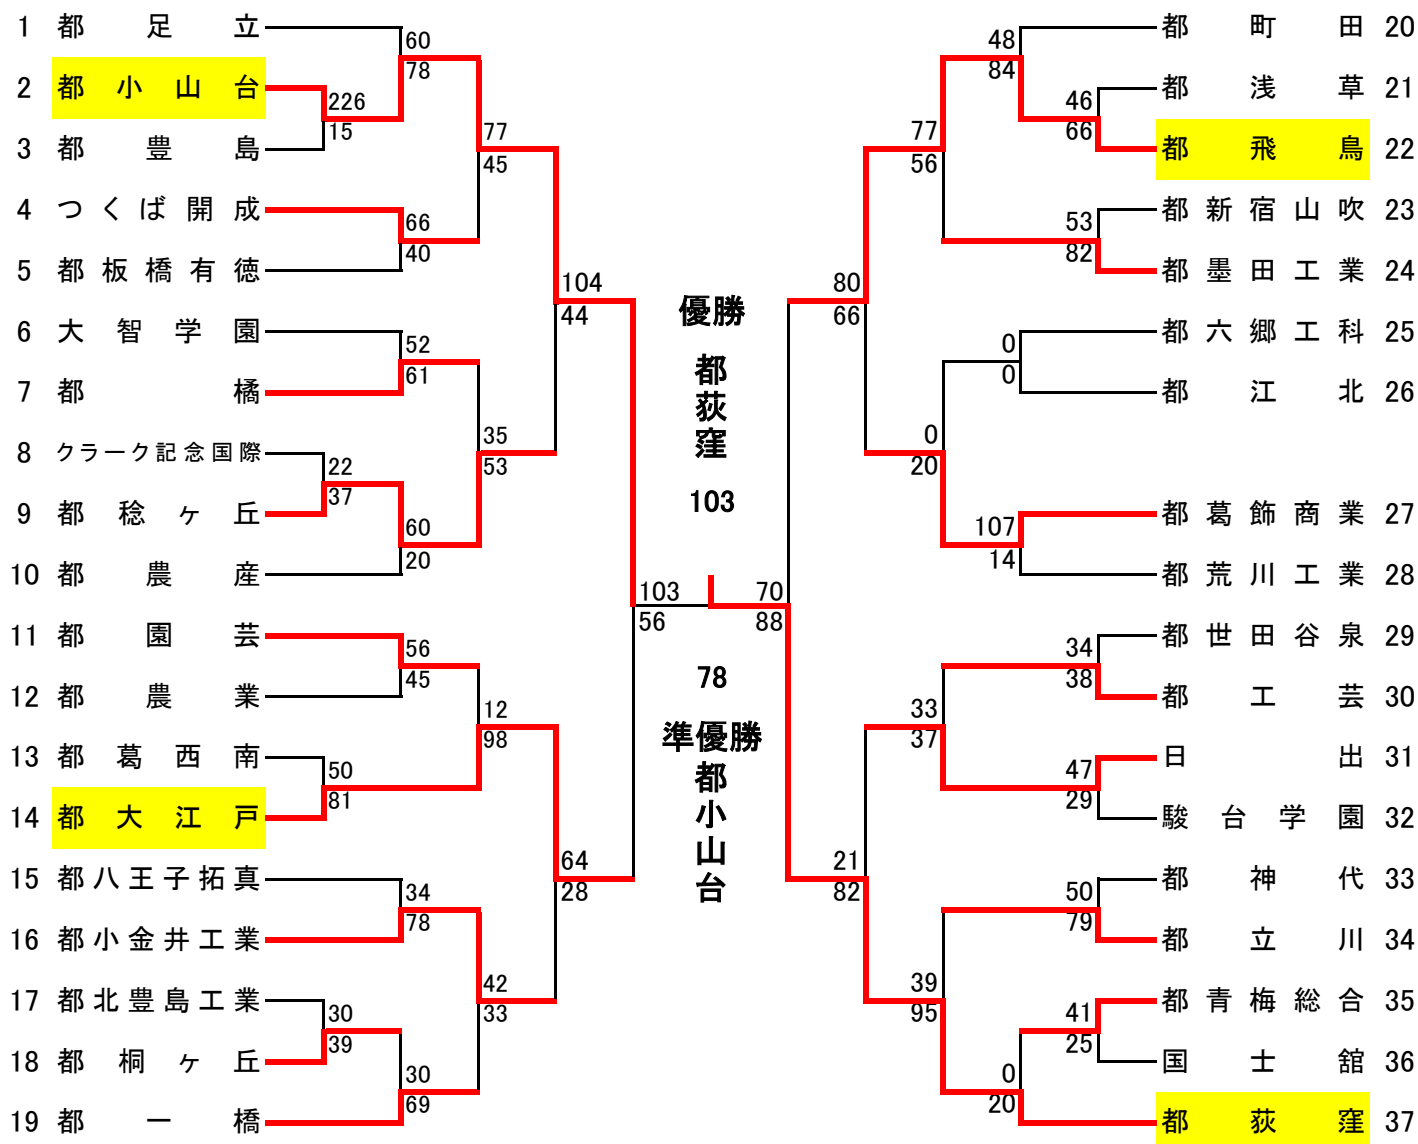 1 都足立
60
78
2 都小山台
226
15
3 都豊島
77
45
4 つくば開成
66
40
5 都板橋有徳
104
44
6 大智学園
52
61
7 都橘
35
53
8 クラーク記念国際
22
37
9 都稔ヶ丘
60
20
10 都農産
103
56
11 都園芸
56
45
12 都農業
12
98
13 都葛西南
50
81
14 都大江戸
64
28
15 都八王子拓真
34
78
16 都小金井工業
42
33
17 都北豊島工業
30
39
18 都桐ヶ丘
30
69
19 都一橋
優勝
都荻窪
103
78
準優勝
都小山台
都町田 20
48
84
都浅草 21
46
66
都飛鳥 22
77
56
都新宿山吹 23
53
82
都墨田工業 24
80
66
都六郷工科 25
0
0
都江北 26
0
20
都葛飾商業 27
107
14
都荒川工業 28
70
88
都世田谷泉 29
34
38
都工芸 30
33
37
日出 31
47
29
駿台学園 32
21
82
都神代 33
50
79
都立川 34
39
95
都青梅総合 35
41
25
国士舘 36
0
20
都荻窪 37